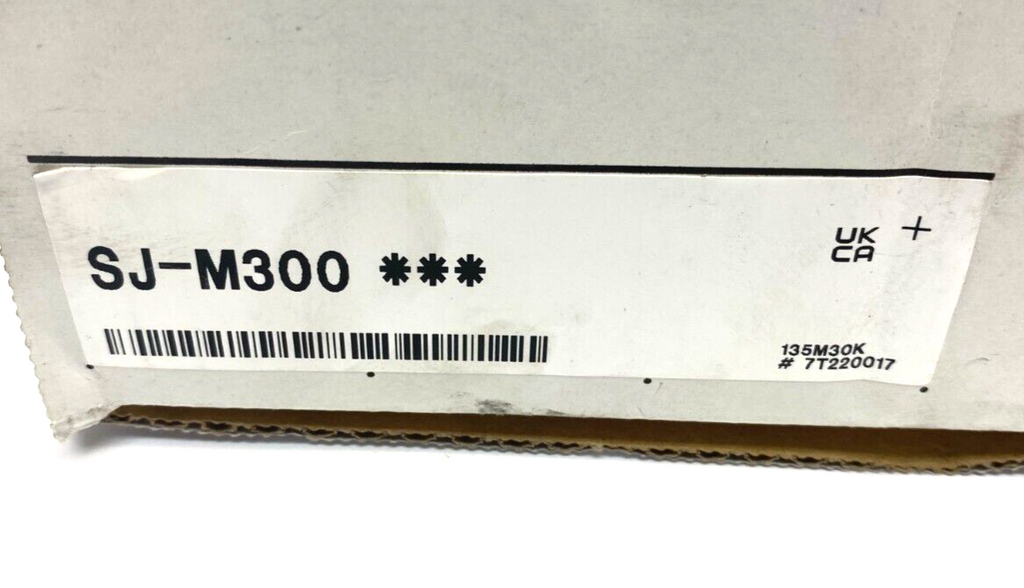 SJ-M300 ***
UK
CA
135M30K
# 7T220017